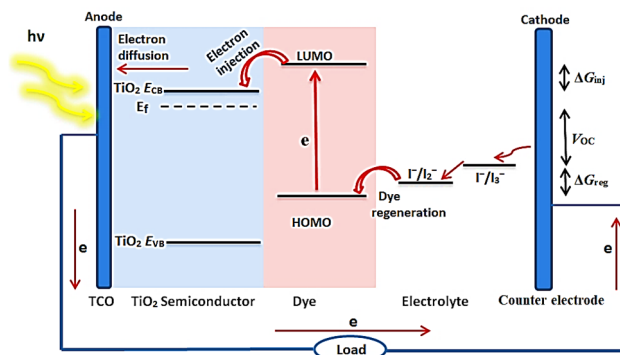 Anode
Cathode
hν
Electron
diffusion
Electron
injection
LUMO
ΔGinj
TiO₂ ECB
Ef
e
VOC
I⁻/I₂⁻
I⁻/I₃⁻
ΔGreg
Dye
regeneration
HOMO
TiO₂ EVB
e
e
TCO
TiO₂ Semiconductor
Dye
Electrolyte
Counter electrode
e
Load